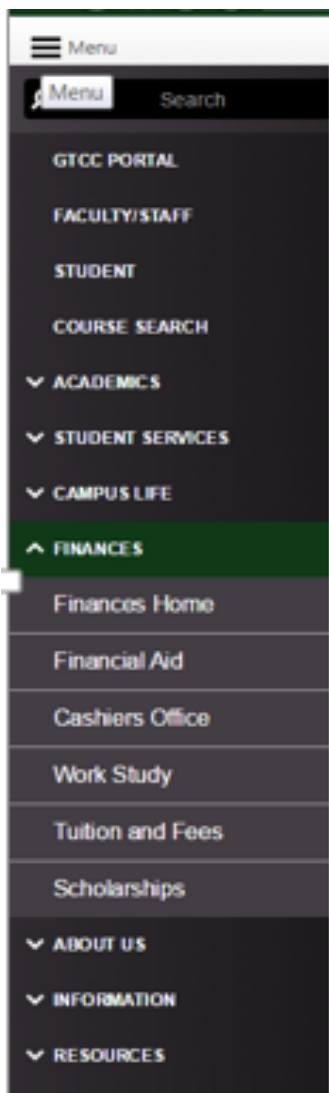 Menu
Menu
Search
GTCC PORTAL
FACULTY/STAFF
STUDENT
COURSE SEARCH
ACADEMICS
STUDENT SERVICES
CAMPUS LIFE
FINANCES
Finances Home
Financial Aid
Cashiers Office
Work Study
Tuition and Fees
Scholarships
ABOUT US
INFORMATION
RESOURCES